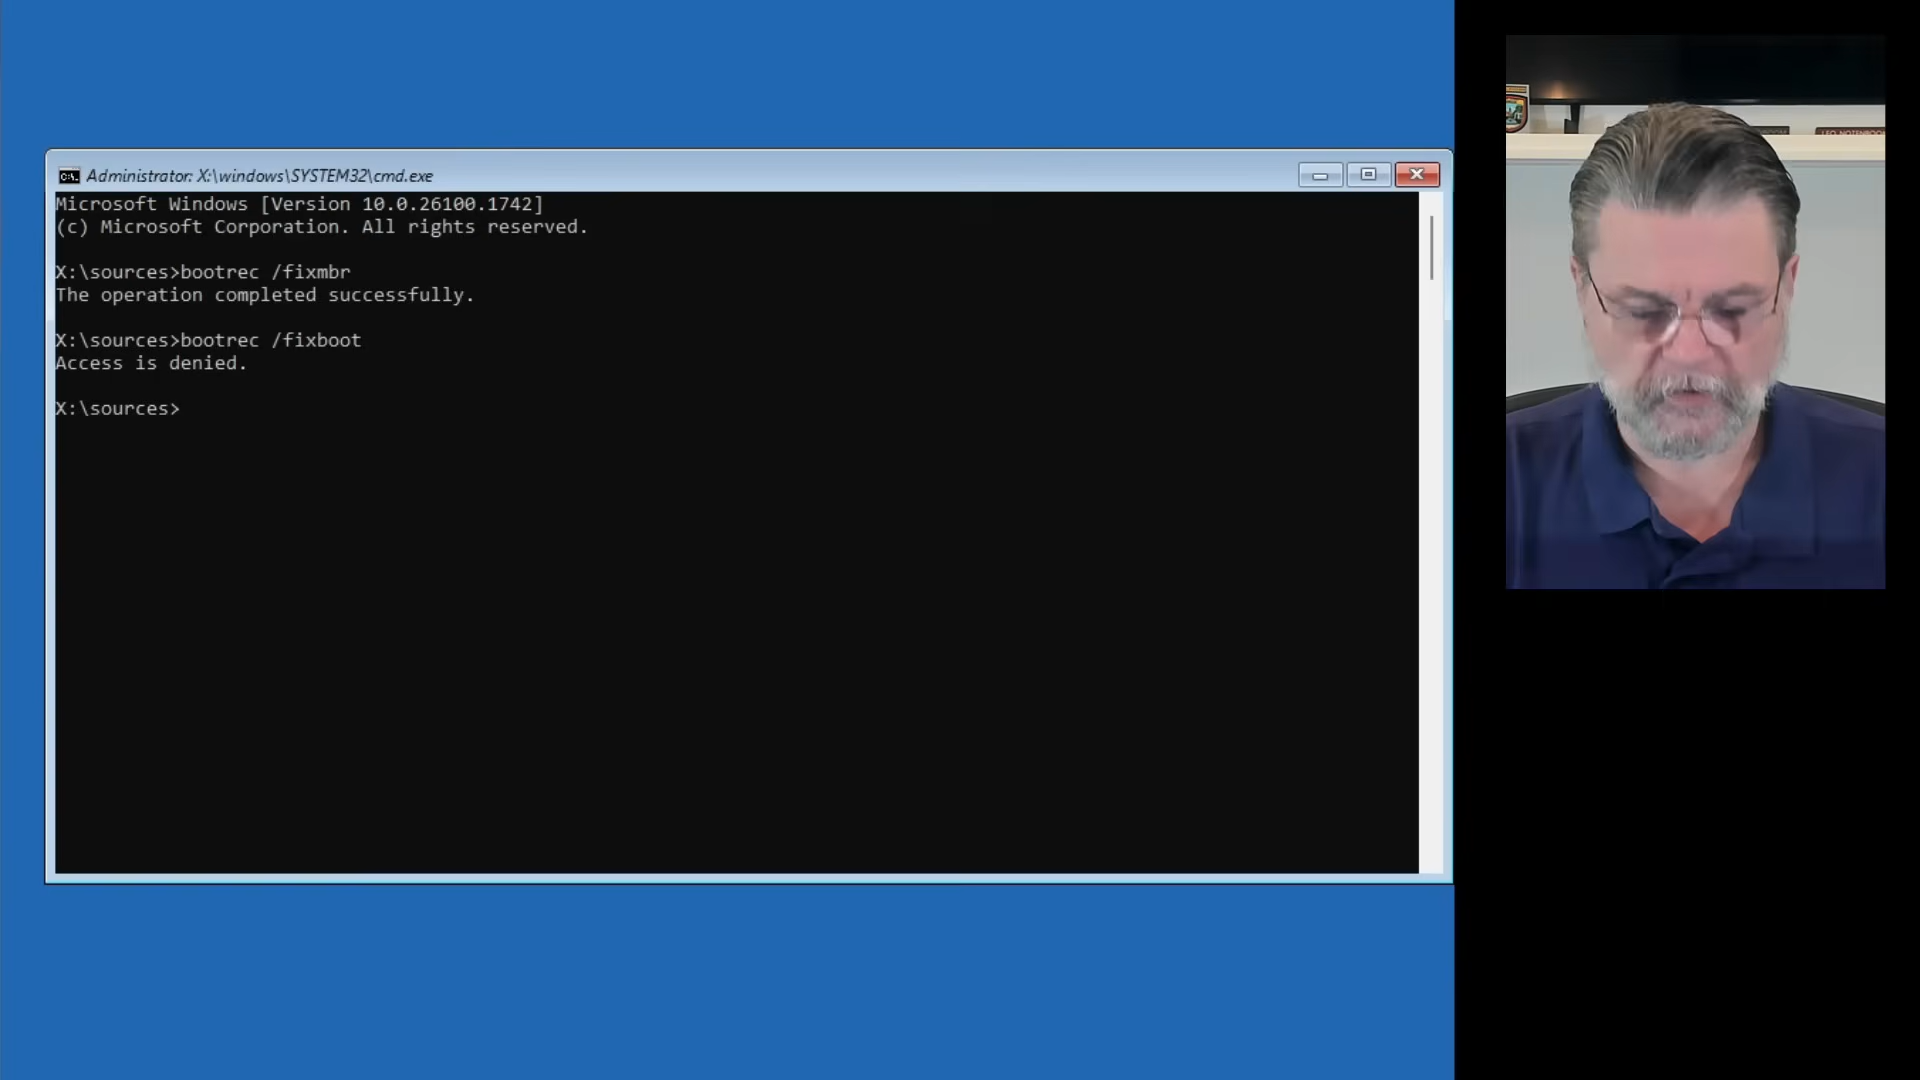 Administrator: X:\windows\SYSTEM32\cmd.exe
Microsoft Windows [Version 10.0.26100.1742]
(c) Microsoft Corporation. All rights reserved.
X:\sources>bootrec /fixmbr
The operation completed successfully.
X:\sources>bootrec /fixboot
Access is denied.
X:\sources>